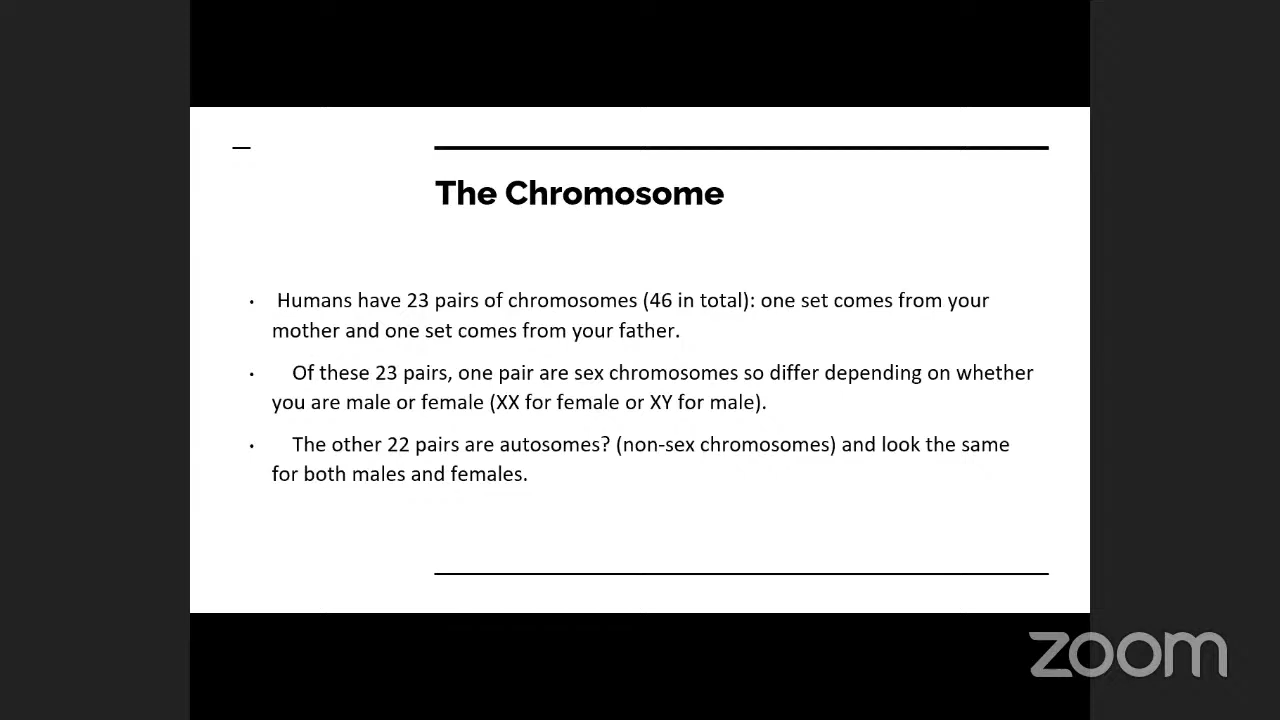 The Chromosome
• Humans have 23 pairs of chromosomes (46 in total): one set comes from your
mother and one set comes from your father.
• Of these 23 pairs, one pair are sex chromosomes so differ depending on whether
you are male or female (XX for female or XY for male).
• The other 22 pairs are autosomes? (non-sex chromosomes) and look the same
for both males and females.
zoom